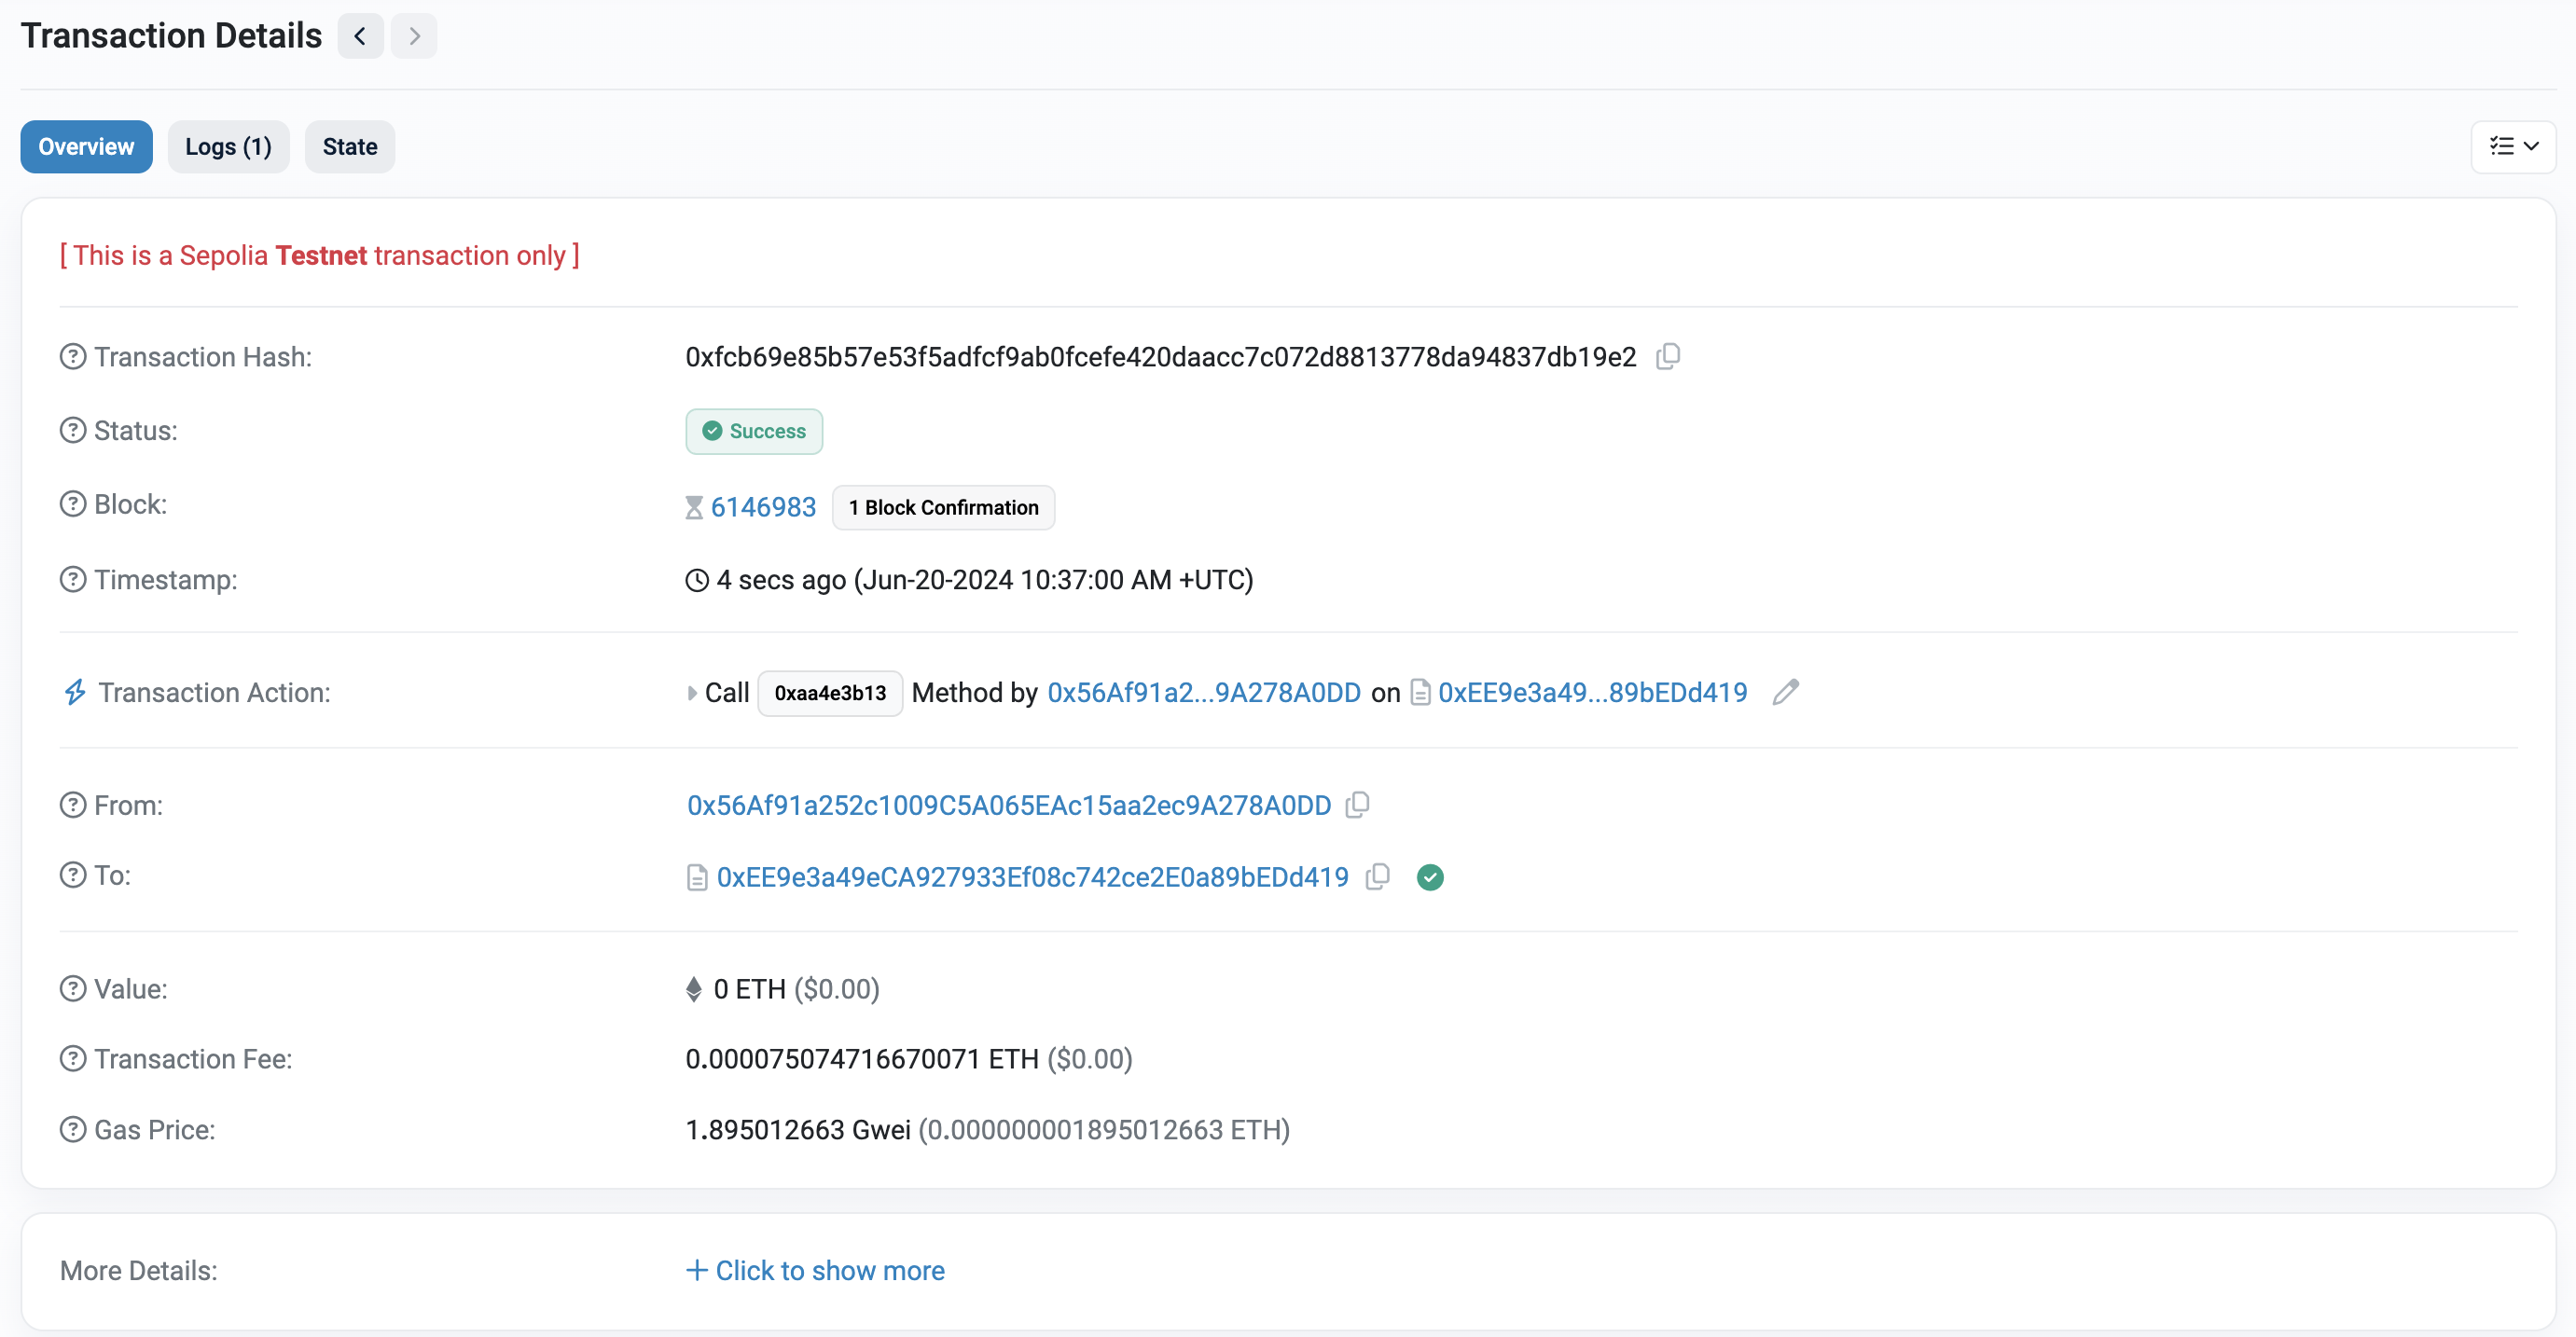 Transaction Details
Overview Logs (1) State
[ This is a Sepolia Testnet transaction only ]
Transaction Hash: 0xfcb69e85b57e53f5adfcf9ab0fcefe420daacc7c072d8813778da94837db19e2
Status: Success
Block: 6146983 1 Block Confirmation
Timestamp: 4 secs ago (Jun-20-2024 10:37:00 AM +UTC)
Transaction Action: Call 0xaa4e3b13 Method by 0x56Af91a2...9A278A0DD on 0xEE9e3a49...89bEDd419
From: 0x56Af91a252c1009C5A065EAc15aa2ec9A278A0DD
To: 0xEE9e3a49eCA927933Ef08c742ce2E0a89bEDd419
Value: 0 ETH ($0.00)
Transaction Fee: 0.000075074716670071 ETH ($0.00)
Gas Price: 1.895012663 Gwei (0.000000001895012663 ETH)
More Details: + Click to show more